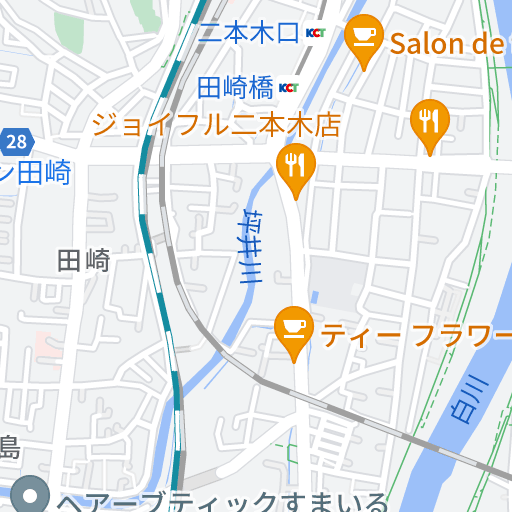 二本木口 KCT
Salon de
田崎橋 KCT
ジョイフル二本木店
28
ン田崎
坪井川
田崎
ティー フラワー
白川
島
ヘアーブティックすまいる